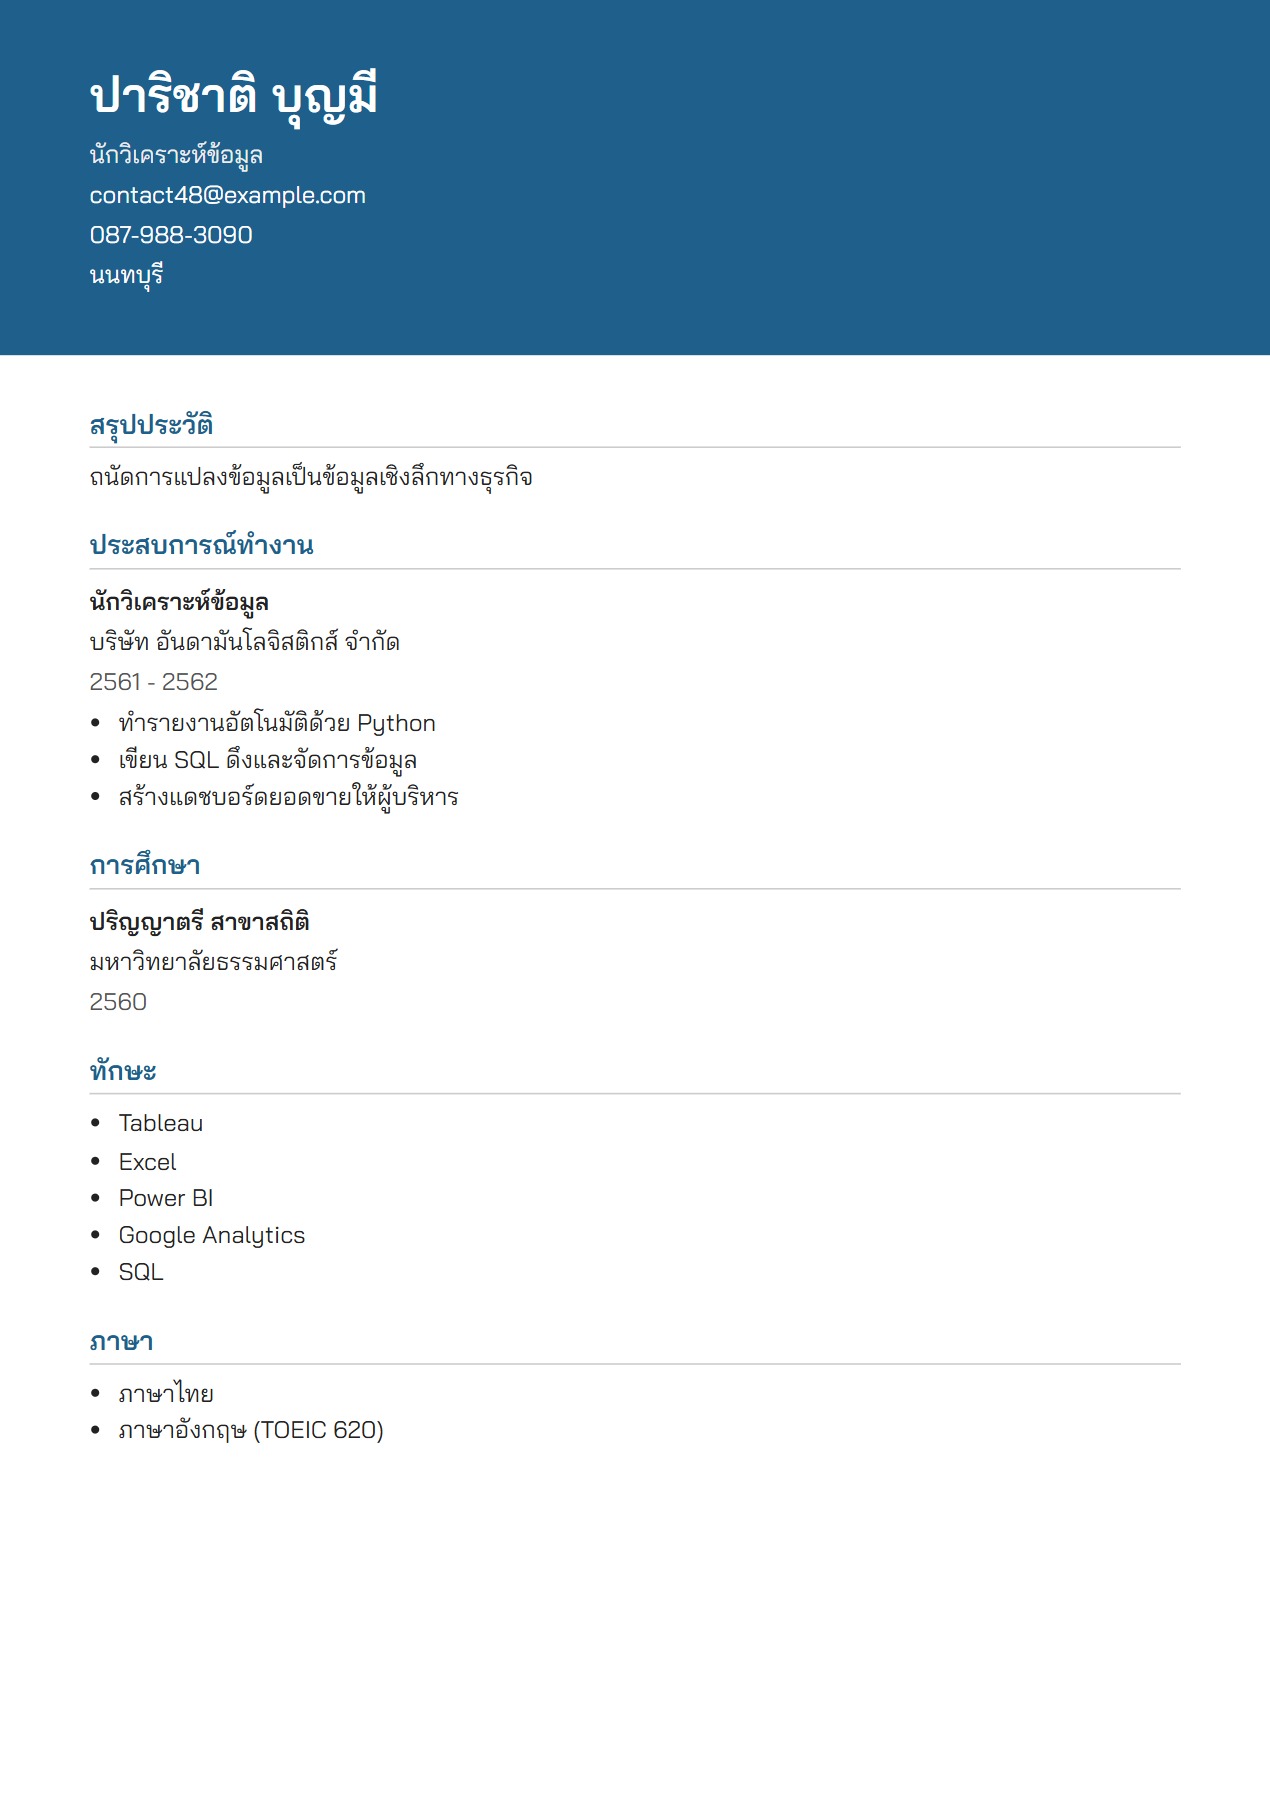 ปาริชาติ บุญมี
นักวิเคราะห์ข้อมูล
contact48@example.com
087-988-3090
นนทบุรี
สรุปประวัติ
ถนัดการแปลงข้อมูลเป็นข้อมูลเชิงลึกทางธุรกิจ
ประสบการณ์ทำงาน
นักวิเคราะห์ข้อมูล
บริษัท อันดามันโลจิสติกส์ จำกัด
2561 - 2562
• ทำรายงานอัตโนมัติด้วย Python
• เขียน SQL ดึงและจัดการข้อมูล
• สร้างแดชบอร์ดยอดขายให้ผู้บริหาร
การศึกษา
ปริญญาตรี สาขาสถิติ
มหาวิทยาลัยธรรมศาสตร์
2560
ทักษะ
• Tableau
• Excel
• Power BI
• Google Analytics
• SQL
ภาษา
• ภาษาไทย
• ภาษาอังกฤษ (TOEIC 620)